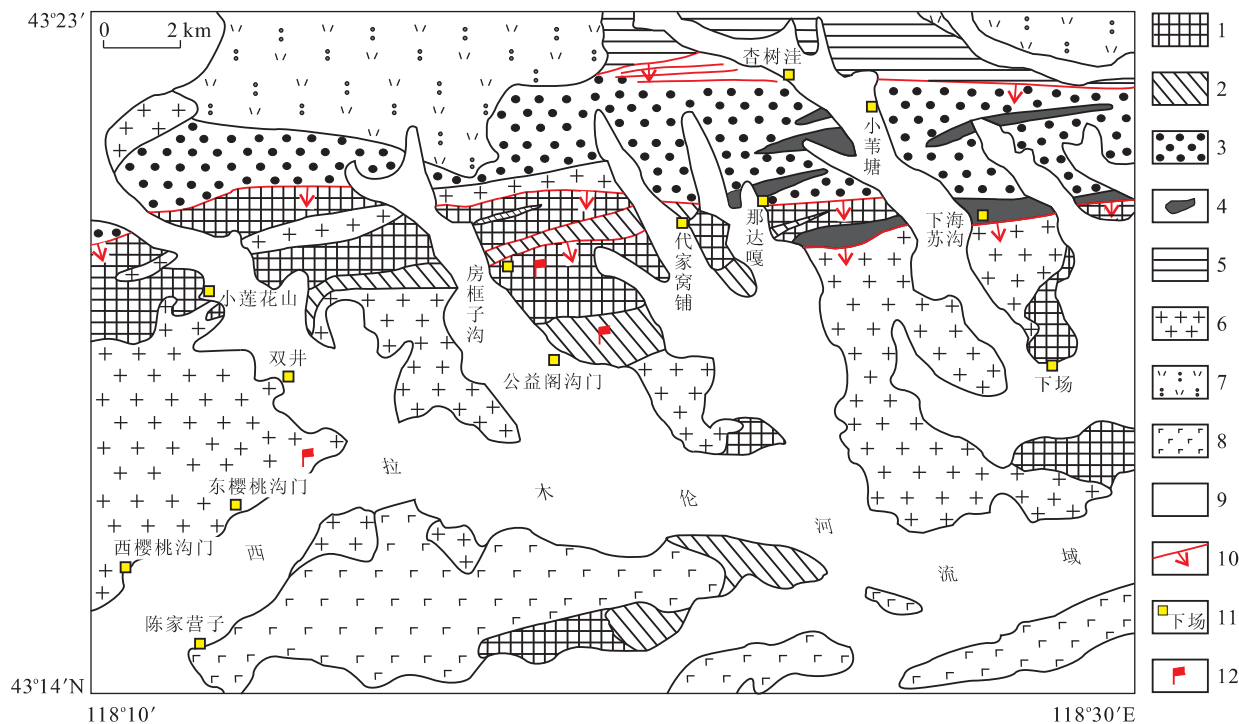 43°23′
0 2 km
杏树洼
小苇塘
下海苏沟
那达嘎
代家窝铺
房框子沟
小莲花山
双井
公益阁沟门
下场
东樱桃沟门
西樱桃沟门
陈家营子
西拉木伦河流域
43°14′N
118°10′
118°30′E
1
2
3
4
5
6
7
8
9
10
下场 11
12